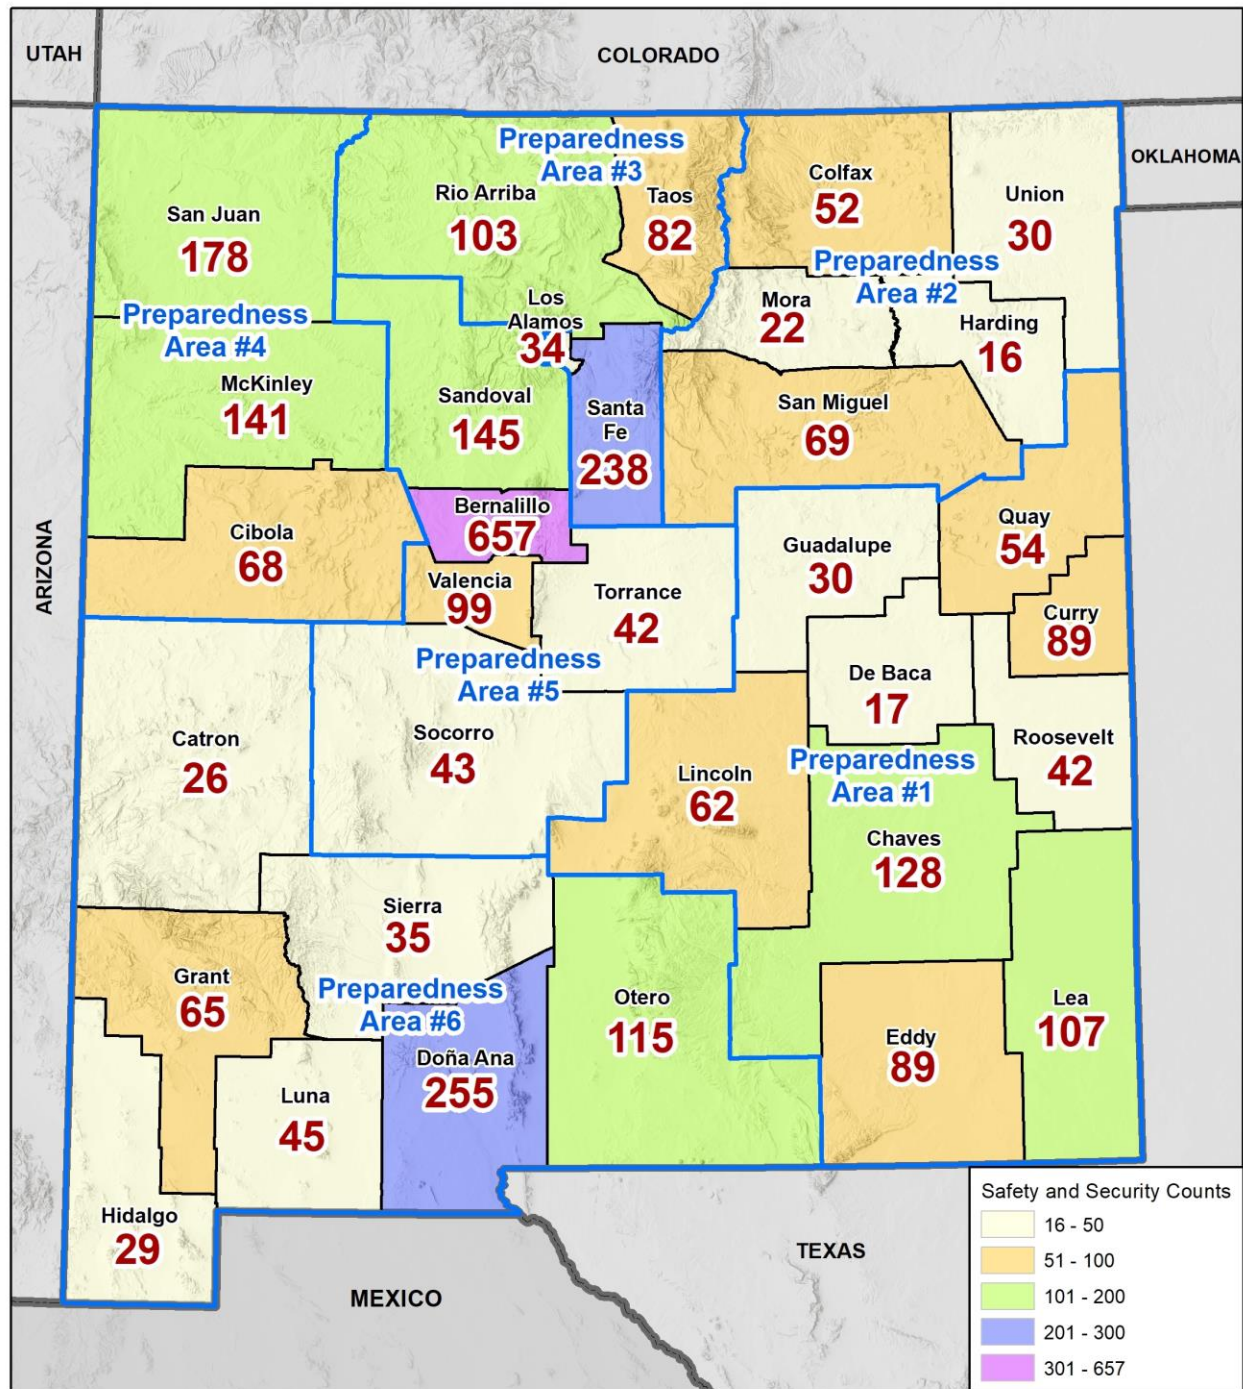 UTAH
COLORADO
OKLAHOMA
ARIZONA
TEXAS
MEXICO
Preparedness
Area #3
San Juan
178
Rio Arriba
103
Taos
82
Colfax
52
Union
30
Preparedness
Area #2
Preparedness
Area #4
Los
Alamos
34
Mora
22
Harding
16
McKinley
141
Sandoval
145
Santa
Fe
238
San Miguel
69
Bernalillo
657
Cibola
68
Valencia
99
Torrance
42
Guadalupe
30
Quay
54
Curry
89
Preparedness
Area #5
De Baca
17
Catron
26
Socorro
43
Lincoln
62
Preparedness
Area #1
Roosevelt
42
Chaves
128
Sierra
35
Grant
65
Preparedness
Area #6
Otero
115
Lea
107
Eddy
89
Doña Ana
255
Luna
45
Hidalgo
29
Safety and Security Counts
16 - 50
51 - 100
101 - 200
201 - 300
301 - 657